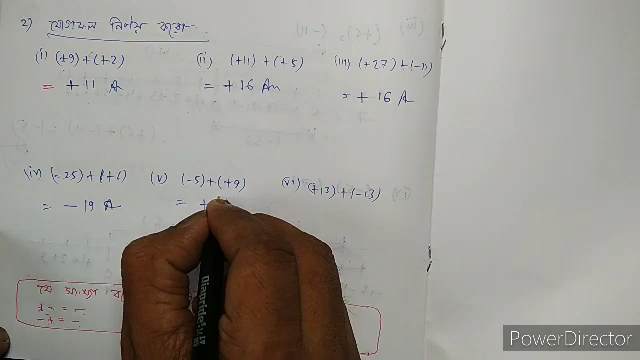 2) যোগফল নির্ণয় করো
(i) (+9) + (+2) (ii) (+11) + (+5) (iii) (+27) + (-11)
= + 11 A = + 16 An = + 16 A
(iv) (-25) + (+6) (v) (-5) + (+9) (vi) (+13) + (-13)
= - 19 A = +
যে সংখ্যা
+ - = -
- + = -
PowerDirector